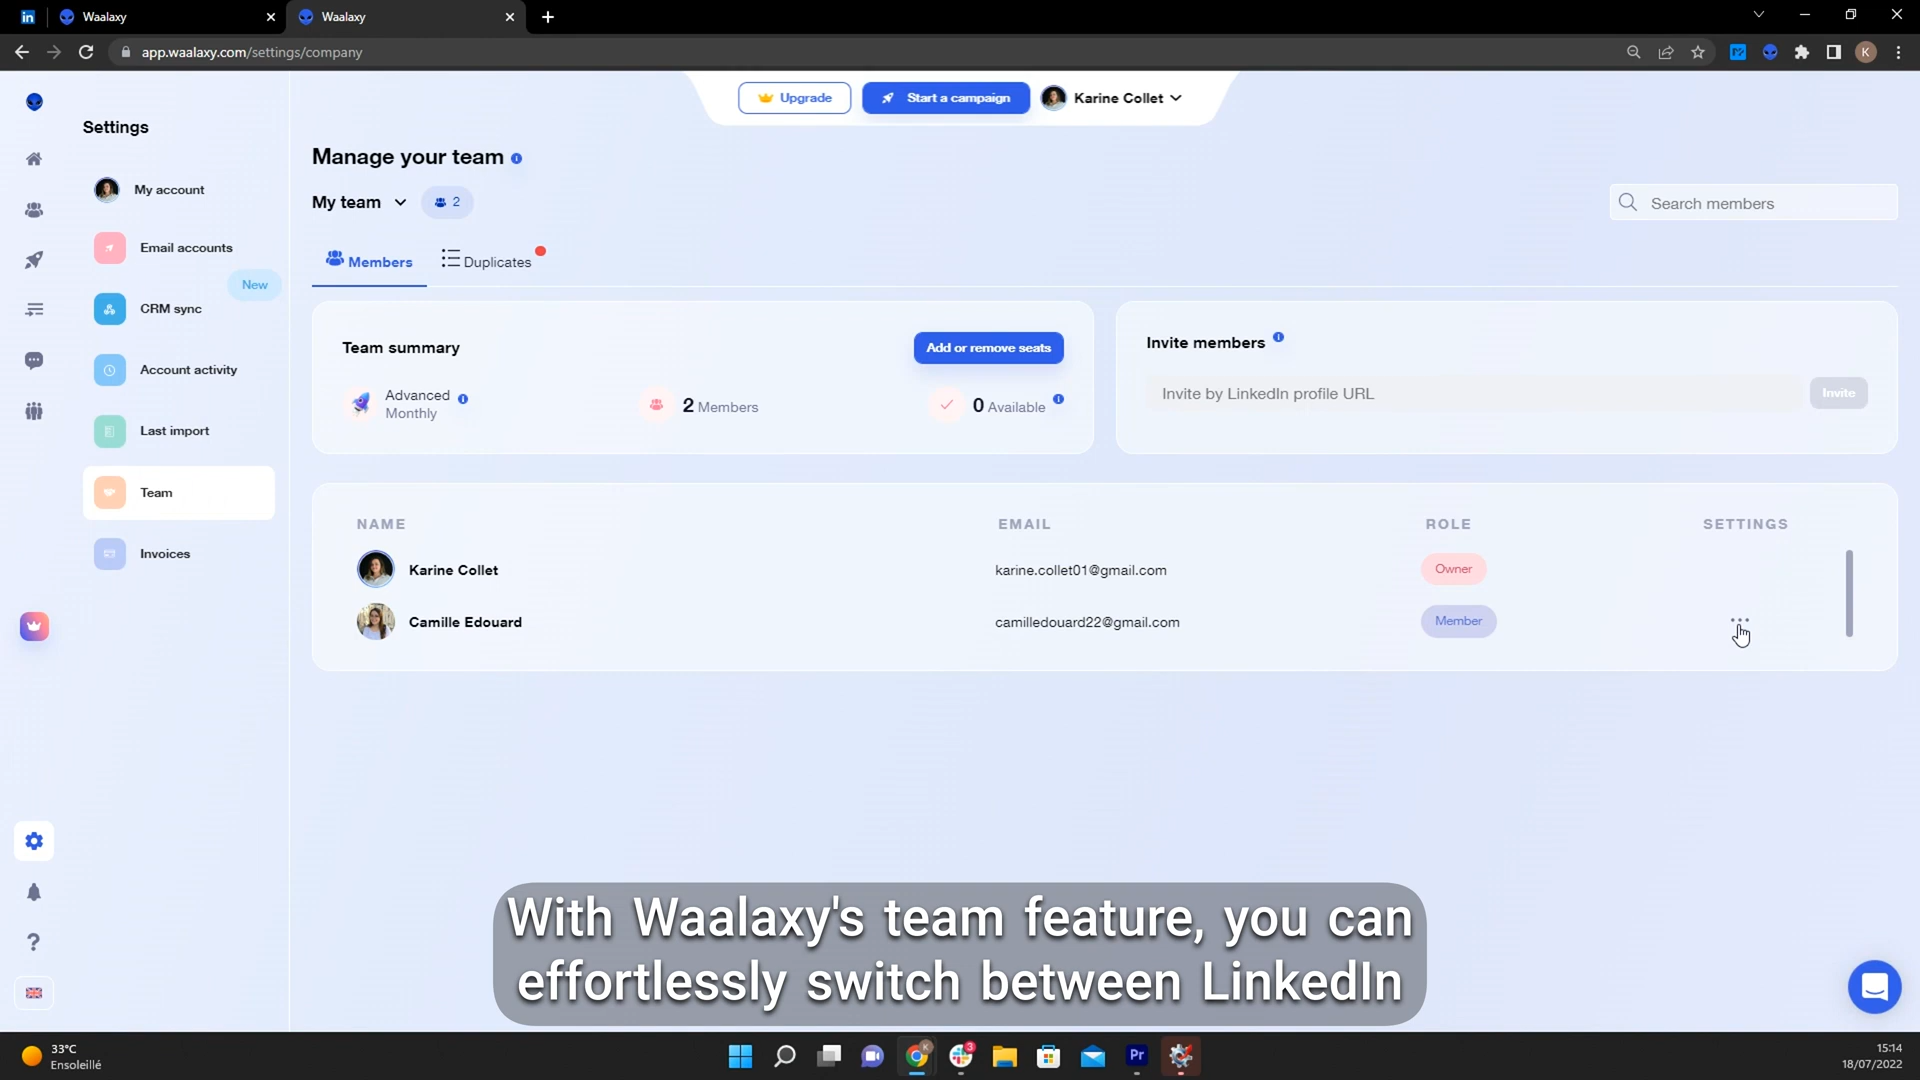 Waalaxy
Waalaxy
app.waalaxy.com/settings/company
K
Upgrade
Start a campaign
Karine Collet
Settings
My account
Email accounts
New
CRM sync
Account activity
Last import
Team
Invoices
Manage your team
My team
2
Search members
Members
Duplicates
Team summary
Add or remove seats
Advanced
Monthly
2 Members
0 Available
Invite members
Invite by LinkedIn profile URL
Invite
NAME
EMAIL
ROLE
SETTINGS
Karine Collet
karine.collet01@gmail.com
Owner
Camille Edouard
camilledouard22@gmail.com
Member
With Waalaxy's team feature, you can
effortlessly switch between LinkedIn
33°C
Ensoleillé
K
3
Pr
15:14
18/07/2022